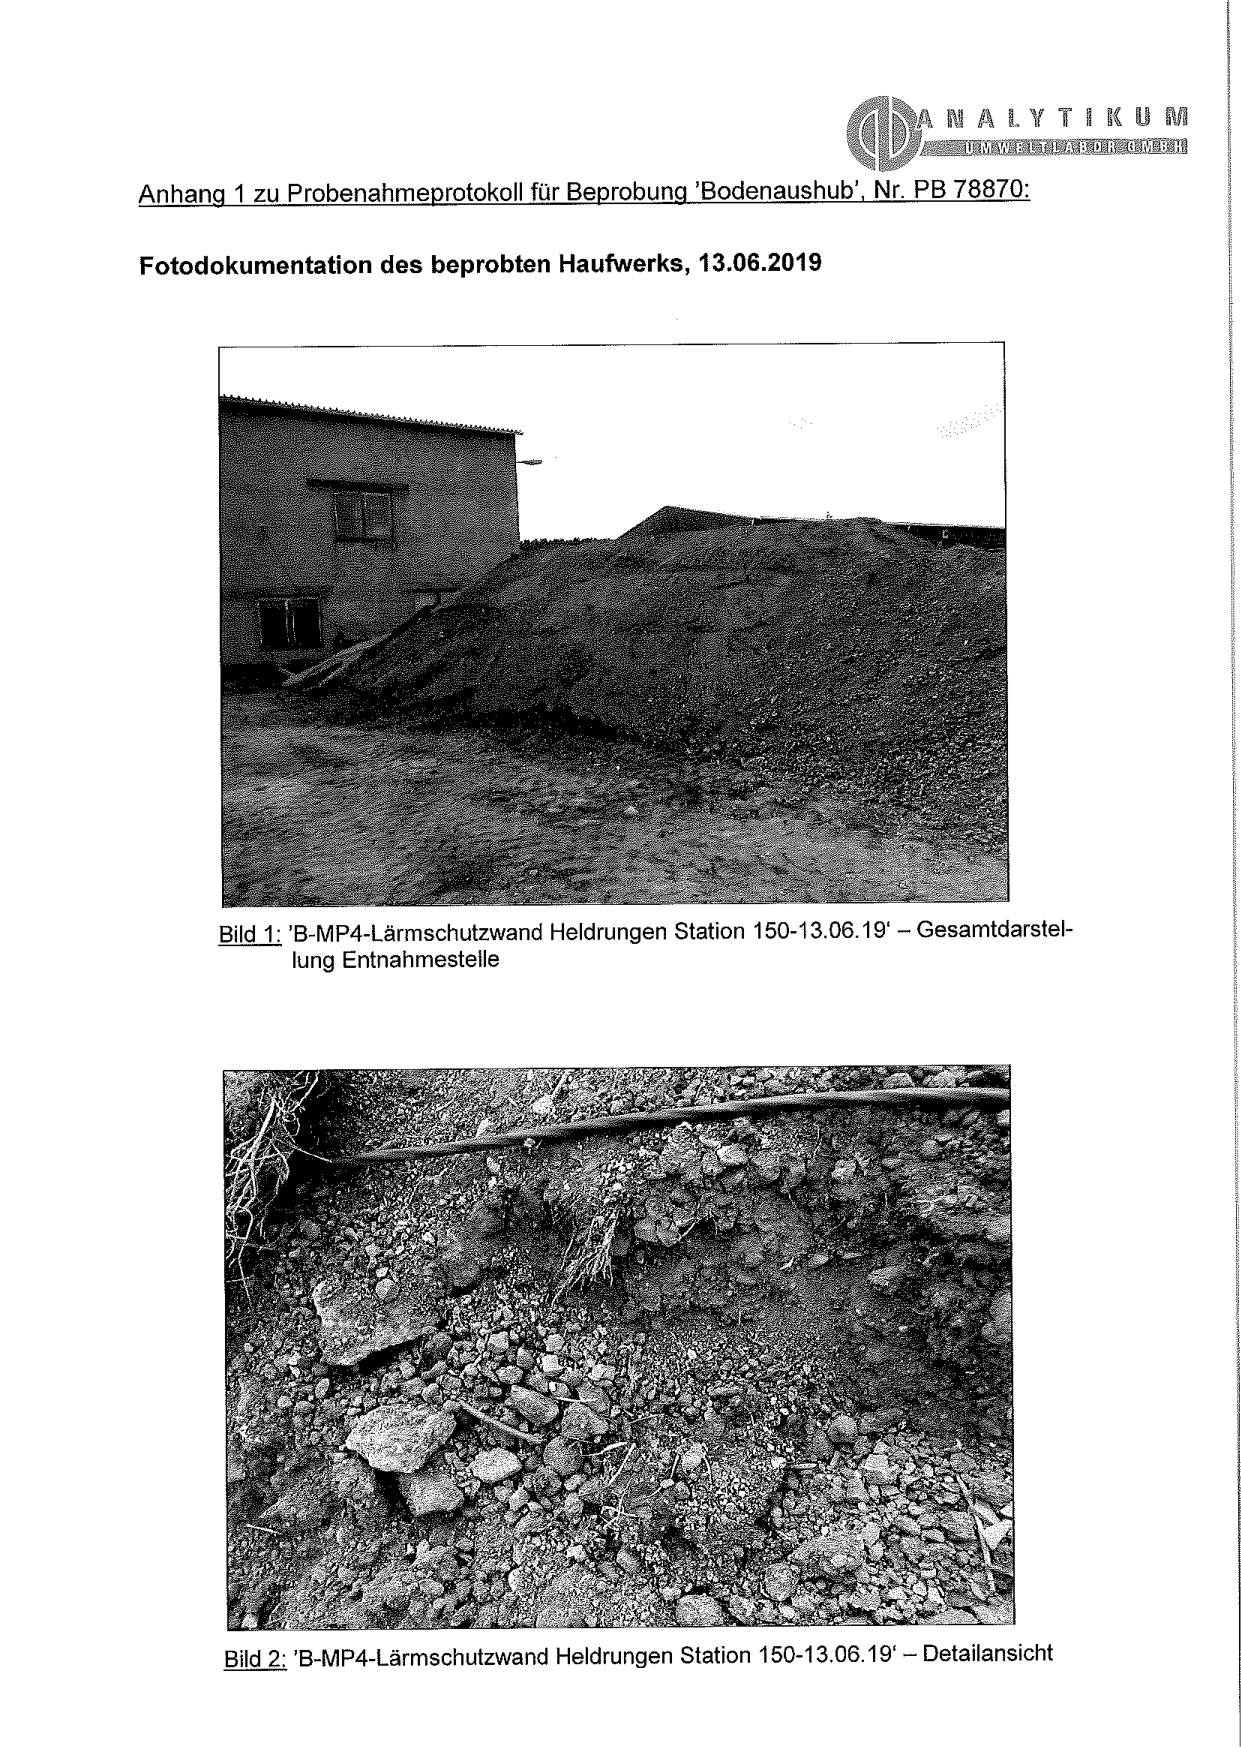 ANALYTIKUM
UMWELTLABOR GMBH
Anhang 1 zu Probenahmeprotokoll für Beprobung 'Bodenaushub', Nr. PB 78870:
Fotodokumentation des beprobten Haufwerks, 13.06.2019
Bild 1: 'B-MP4-Lärmschutzwand Heldrungen Station 150-13.06.19‘ – Gesamtdarstel-
lung Entnahmestelle
Bild 2: 'B-MP4-Lärmschutzwand Heldrungen Station 150-13.06.19‘ – Detailansicht